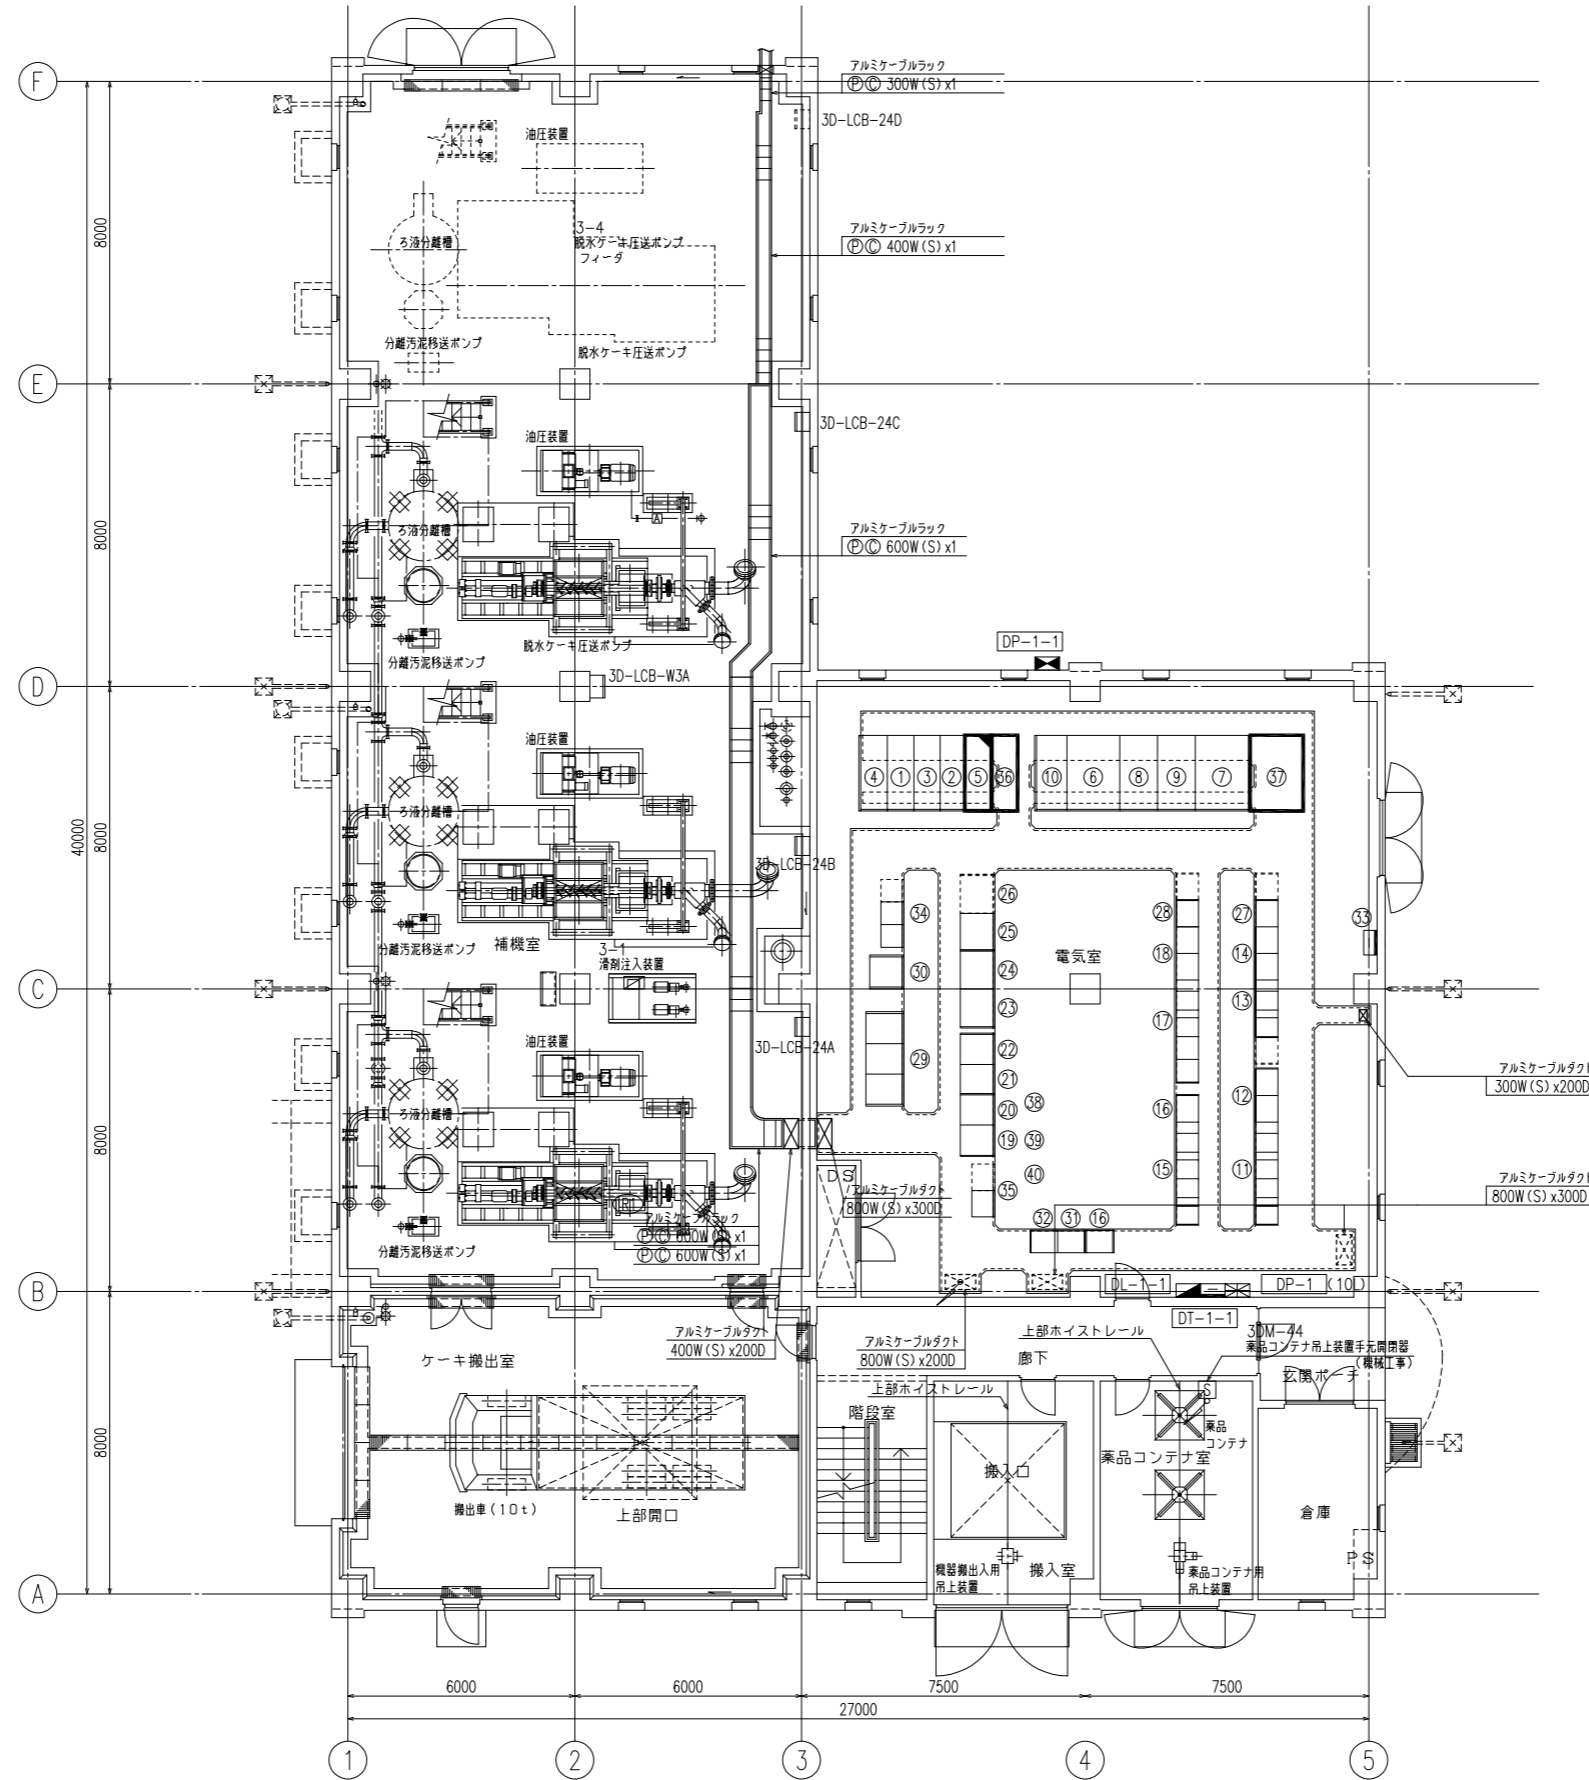 F
E
D
C
B
A
8000
8000
8000
8000
8000
40000
アルミケーブルラック
ⓅⒸ 300W(S)x1
3D-LCB-24D
油圧装置
ろ液分離槽
3-4
脱水ケーキ圧送ポンプ
フィーダ
アルミケーブルラック
ⓅⒸ 400W(S)x1
分離汚泥移送ポンプ
脱水ケーキ圧送ポンプ
油圧装置
3D-LCB-24C
ろ液分離槽
A
アルミケーブルラック
ⓅⒸ 600W(S)x1
分離汚泥移送ポンプ
脱水ケーキ圧送ポンプ
DP-1-1
3D-LCB-W3A
油圧装置
④ ① ③ ② ⑤ ㊱ ⑩ ⑥ ⑧ ⑨ ⑦ ㊲
ろ液分離槽
3D-LCB-24B
分離汚泥移送ポンプ
補機室
3-1
滑剤注入装置
㉞
㉚
㉙
㉖
㉕
㉔
㉓
㉒
㉑
⑳ ㊳
⑲ ㊴
㊵
㉟
電気室
㉘
⑱
⑰
⑯
⑮
㉗
⑭
⑬
⑫
⑪
㉝
㉜ ㉛ ⑯
油圧装置
3D-LCB-24A
ろ液分離槽
アルミケーブルダクト
300W(S)x200D
アルミケーブルダクト
800W(S)x300D
DS
アルミケーブルダクト
800W(S)x300D
アルミケーブルラック
ⓅⒸ 600W(S)x1
ⓅⒸ 600W(S)x1
分離汚泥移送ポンプ
DL-1-1
DP-1
(10L)
DT-1-1
アルミケーブルダクト
400W(S)x200D
アルミケーブルダクト
800W(S)x200D
上部ホイストレール
3DM-44
薬品コンテナ吊上装置手元開閉器
(機械工事)
廊下
玄関ポーチ
ケーキ搬出室
上部ホイストレール
階段室
S
薬品
コンテナ
搬入口
薬品コンテナ室
搬出車(10t)
上部開口
倉庫
PS
機器搬出入用
吊上装置
搬入室
薬品コンテナ用
吊上装置
6000
6000
7500
7500
27000
1
2
3
4
5